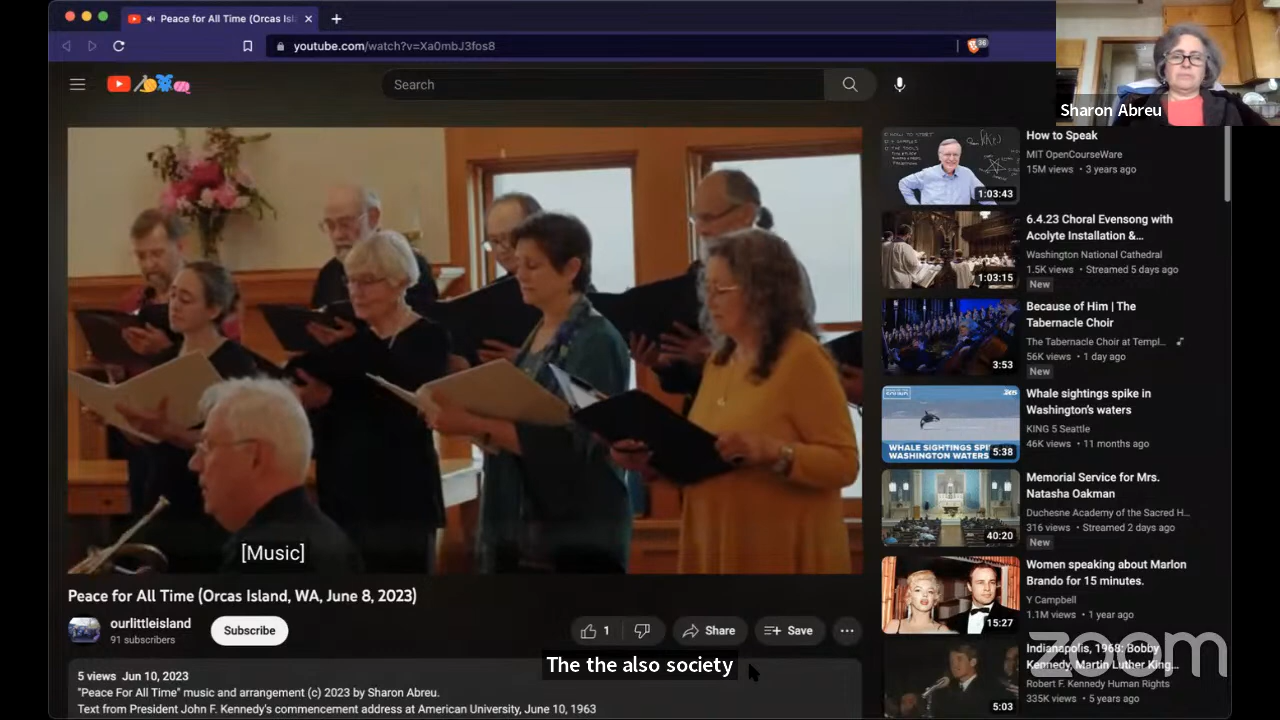 Peace for All Time (Orcas Isl
youtube.com/watch?v=Xa0mbJ3fos8
36
Search
Sharon Abreu
[Music]
Peace for All Time (Orcas Island, WA, June 8, 2023)
ourlittleisland
91 subscribers
Subscribe
1
Share
Save
5 views Jun 10, 2023
"Peace For All Time" music and arrangement (c) 2023 by Sharon Abreu.
Text from President John F. Kennedy's commencement address at American University, June 10, 1963
The the also society
1:03:43
How to Speak
MIT OpenCourseWare
15M views • 3 years ago
1:03:15
6.4.23 Choral Evensong with
Acolyte Installation &...
Washington National Cathedral
1.5K views • Streamed 5 days ago
New
3:53
Because of Him | The
Tabernacle Choir
The Tabernacle Choir at Templ...
56K views • 1 day ago
New
WHALE SIGHTINGS SPI
WASHINGTON WATERS
5:38
Whale sightings spike in
Washington's waters
KING 5 Seattle
46K views • 11 months ago
40:20
Memorial Service for Mrs.
Natasha Oakman
Duchesne Academy of the Sacred H...
316 views • Streamed 2 days ago
New
15:27
Women speaking about Marlon
Brando for 15 minutes.
Y Campbell
1.1M views • 1 year ago
5:03
Indianapolis, 1968: Bobby
Kennedy, Martin Luther King...
Robert F. Kennedy Human Rights
335K views • 5 years ago
zoom